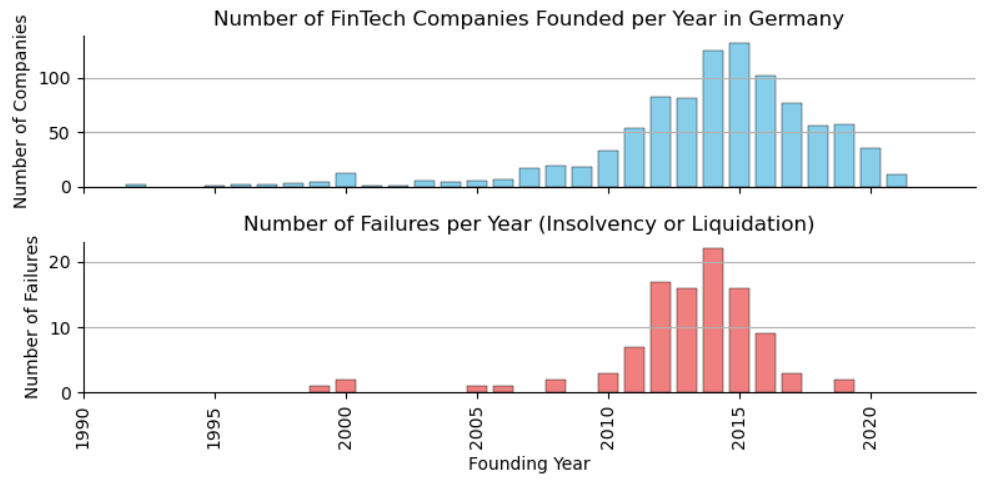 Number of FinTech Companies Founded per Year in Germany
Number of Companies
100
50
0
Number of Failures per Year (Insolvency or Liquidation)
Number of Failures
20
10
0
1990
1995
2000
2005
2010
2015
2020
Founding Year